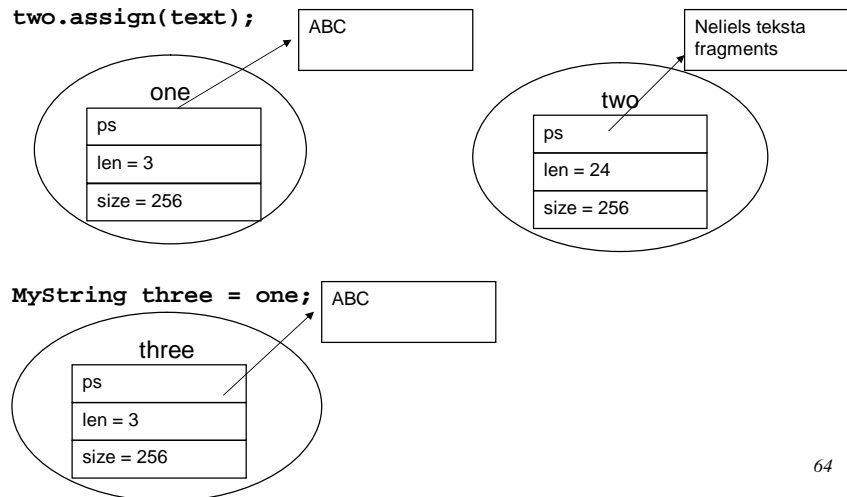 two.assign(text);
ABC
Neliels teksta
fragments
one
ps
len = 3
size = 256
two
ps
len = 24
size = 256
MyString three = one;
ABC
three
ps
len = 3
size = 256
64